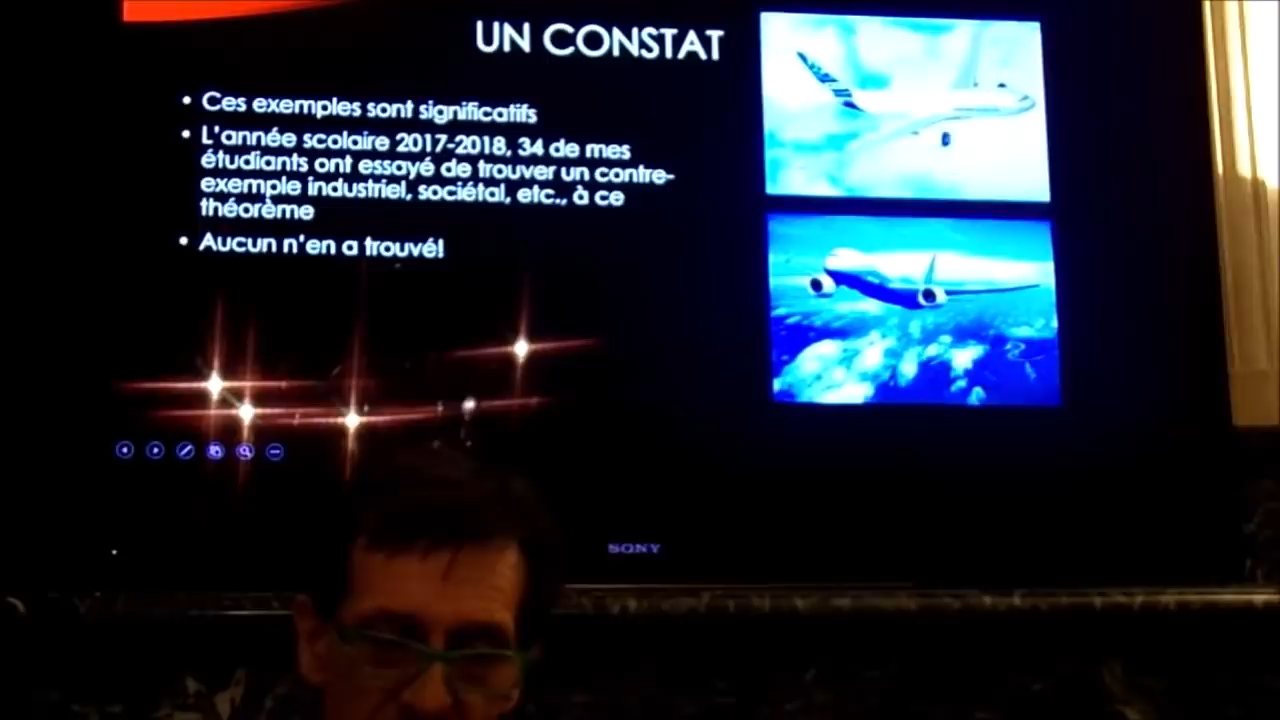 UN CONSTAT
• Ces exemples sont significatifs
• L'année scolaire 2017-2018, 34 de mes
étudiants ont essayé de trouver un contre-
exemple industriel, sociétal, etc., à ce
théorème
• Aucun n'en a trouvé!
SONY